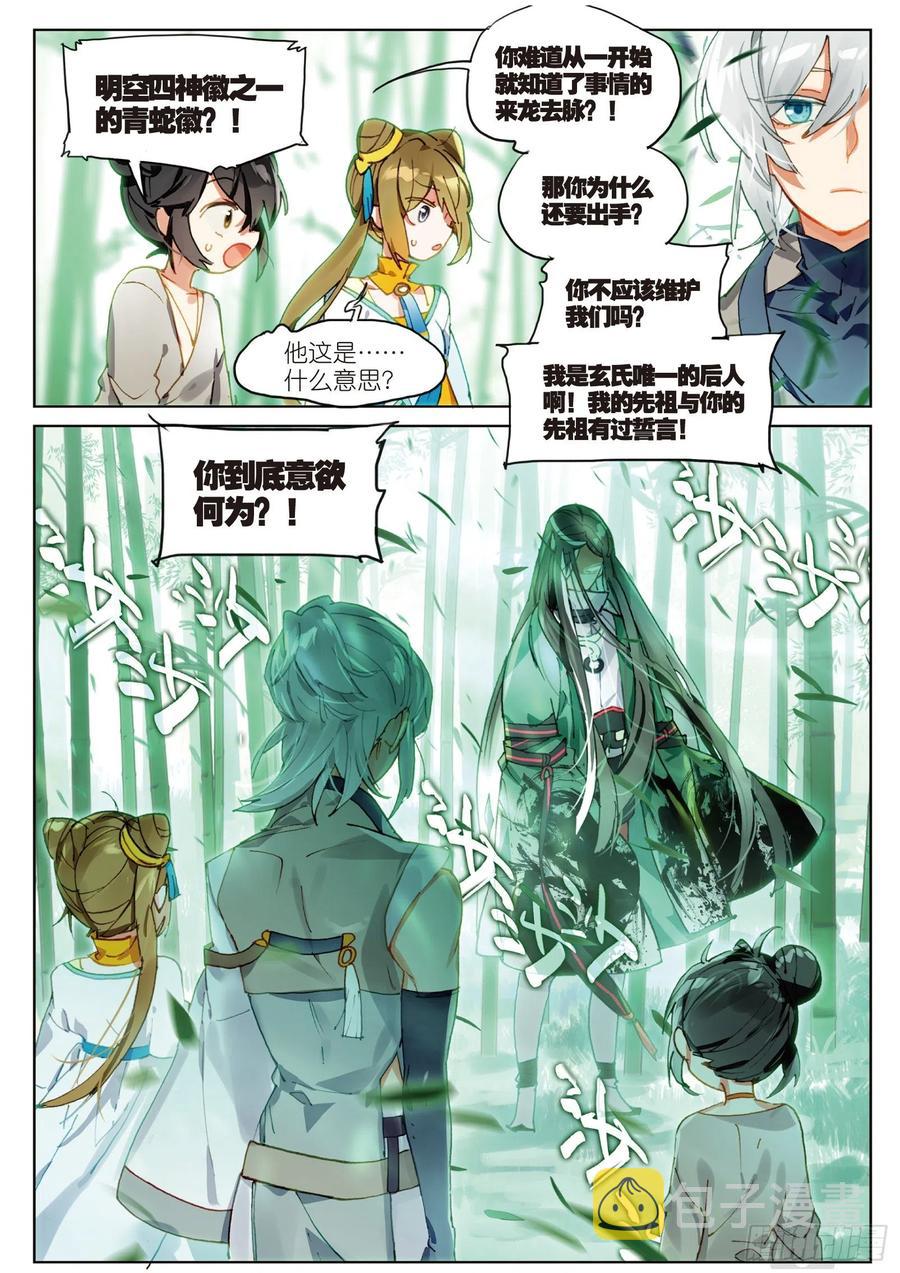 明空四神徽之一
的青蛇徽？！
你难道从一开始
就知道了事情的
来龙去脉？！
那你为什么
还要出手？
你不应该维护
我们吗？
我是玄氏唯一的后人
啊！我的先祖与你的
先祖有过誓言！
他这是……
什么意思？
你到底意欲
何为？！
沙沙沙
沙沙
沙沙沙
沙
包子漫畫